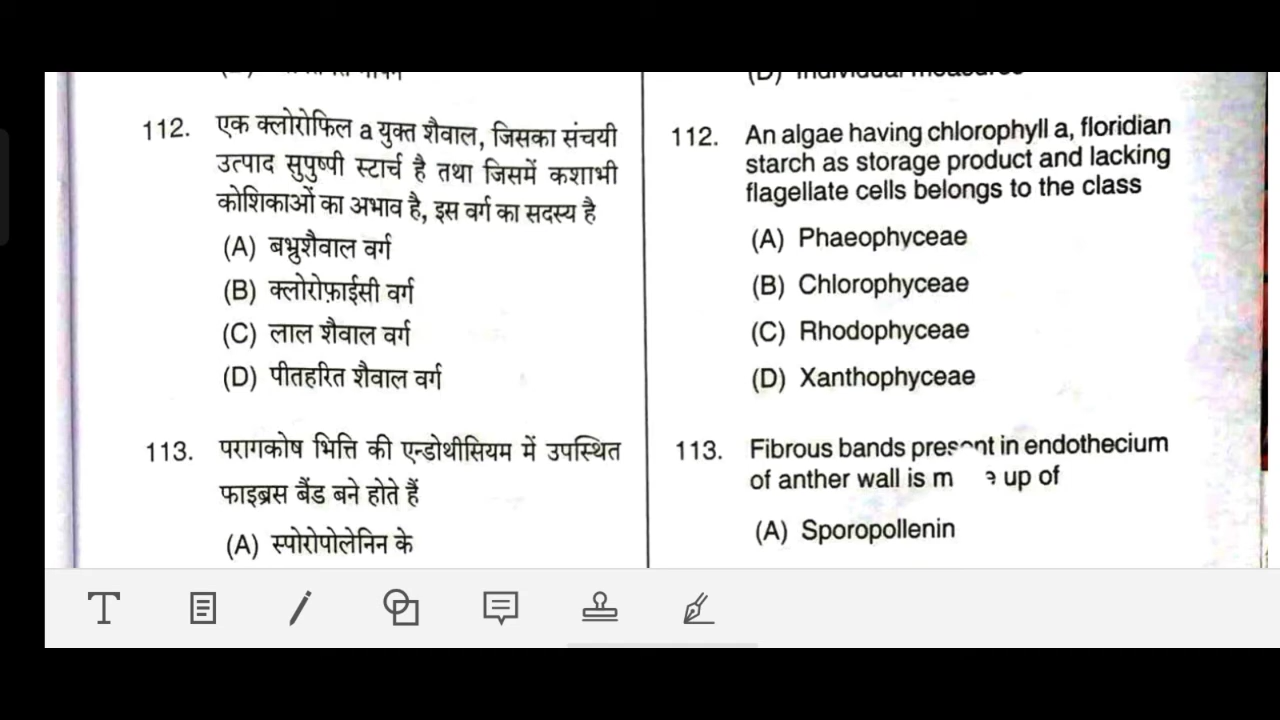 112. एक क्लोरोफिल a युक्त शैवाल, जिसका संचयी
उत्पाद सुपुष्पी स्टार्च है तथा जिसमें कशाभी
कोशिकाओं का अभाव है, इस वर्ग का सदस्य है
(A) बभ्रुशैवाल वर्ग
(B) क्लोरोफ़ाईसी वर्ग
(C) लाल शैवाल वर्ग
(D) पीतहरित शैवाल वर्ग
113. परागकोष भित्ति की एन्डोथीसियम में उपस्थित
फाइब्रस बैंड बने होते हैं
(A) स्पोरोपोलेनिन के
(D) Individual measures
112. An algae having chlorophyll a, floridian
starch as storage product and lacking
flagellate cells belongs to the class
(A) Phaeophyceae
(B) Chlorophyceae
(C) Rhodophyceae
(D) Xanthophyceae
113. Fibrous bands present in endothecium
of anther wall is m e up of
(A) Sporopollenin